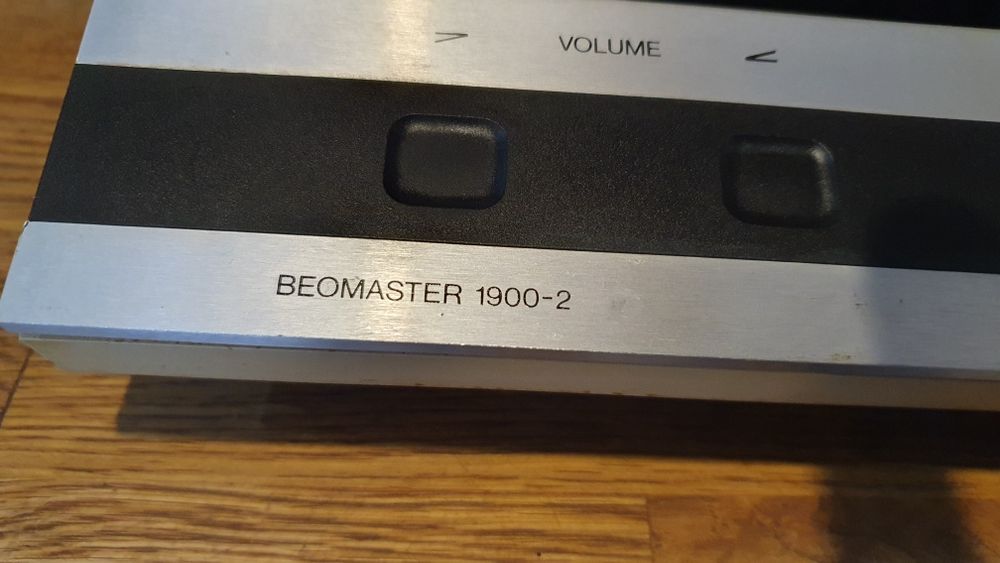 > VOLUME <
BEOMASTER 1900-2